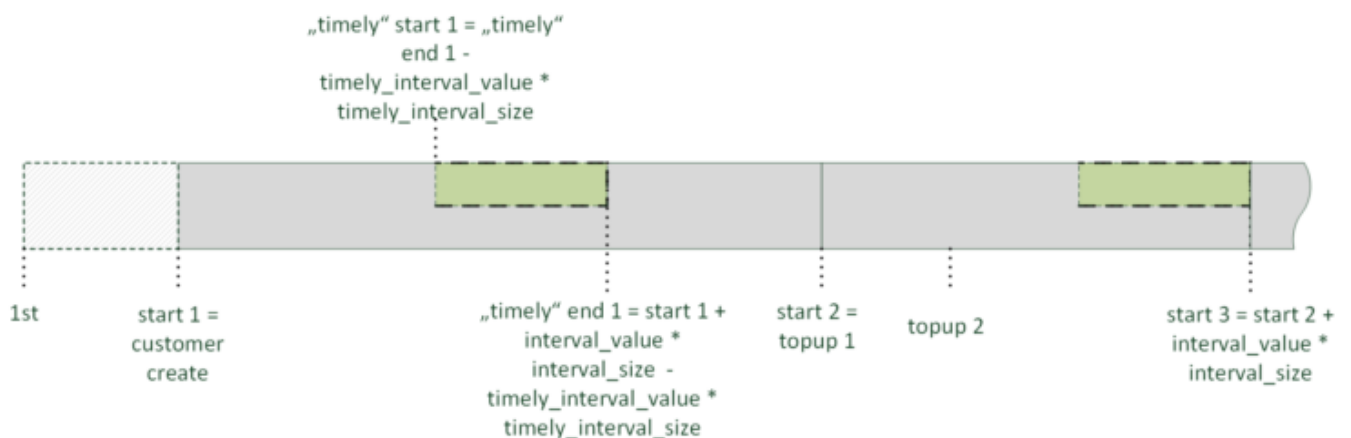 „timely“ start 1 = „timely“
end 1 -
timely_interval_value *
timely_interval_size
1st
start 1 =
customer
create
„timely“ end 1 = start 1 +
interval_value *
interval_size -
timely_interval_value *
timely_interval_size
start 2 =
topup 1
topup 2
start 3 = start 2 +
interval_value *
interval_size